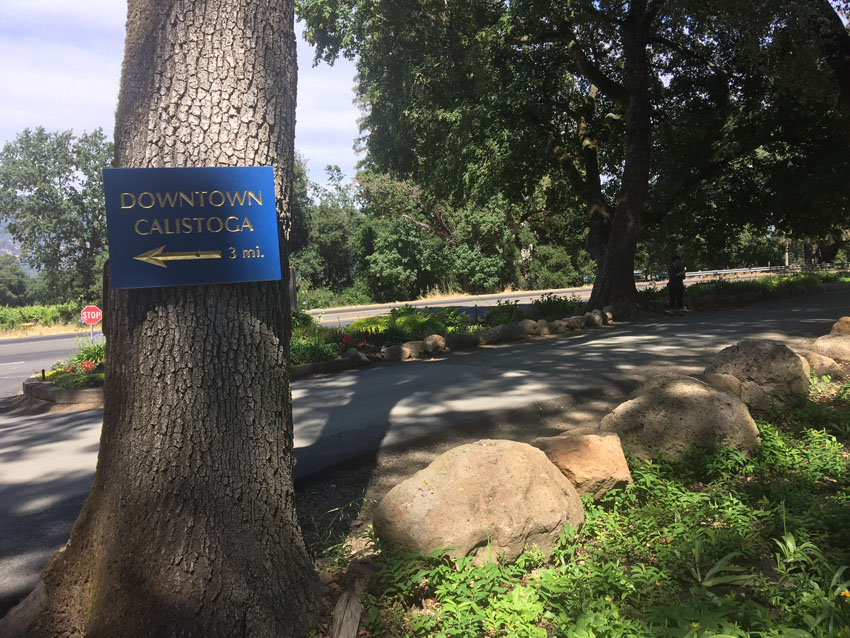 DOWNTOWN
CALISTOGA
3 mi.
STOP